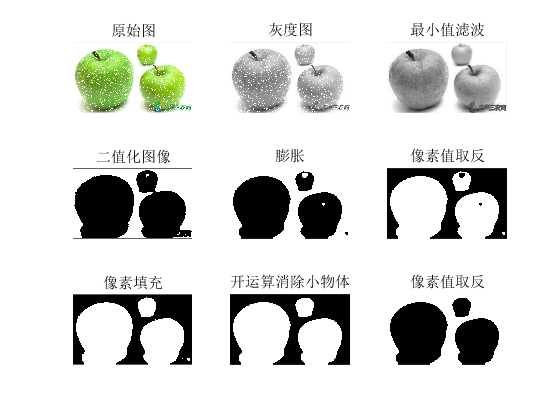 原始图
灰度图
最小值滤波
二值化图像
膨胀
像素值取反
像素填充
开运算消除小物体
像素值取反